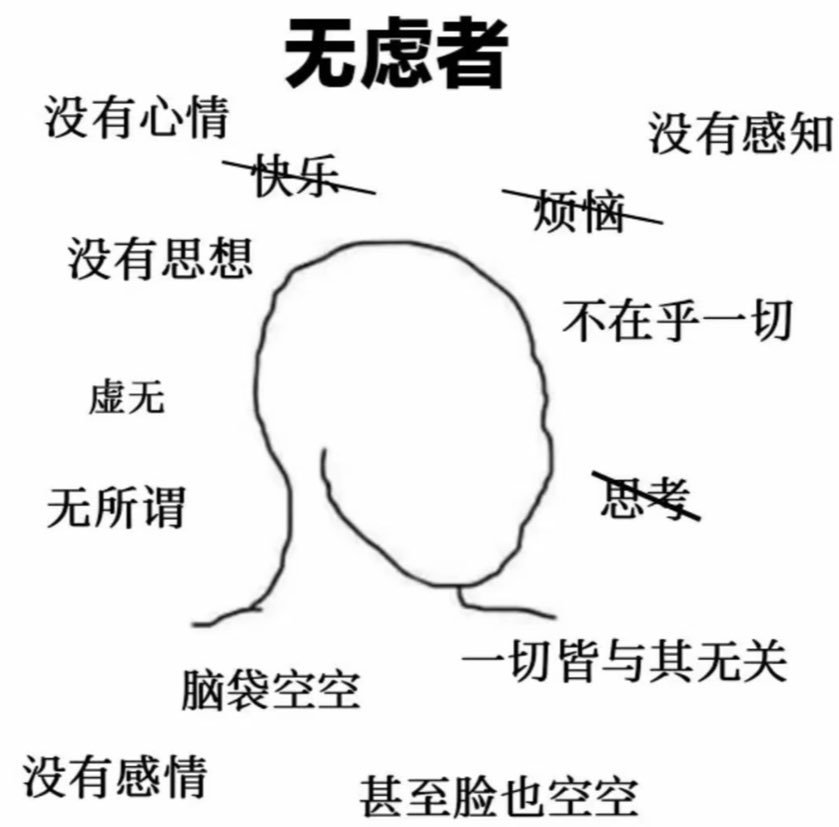 无虑者
没有心情
没有感知
快乐
烦恼
没有思想
不在乎一切
虚无
思考
无所谓
一切皆与其无关
脑袋空空
没有感情
甚至脸也空空